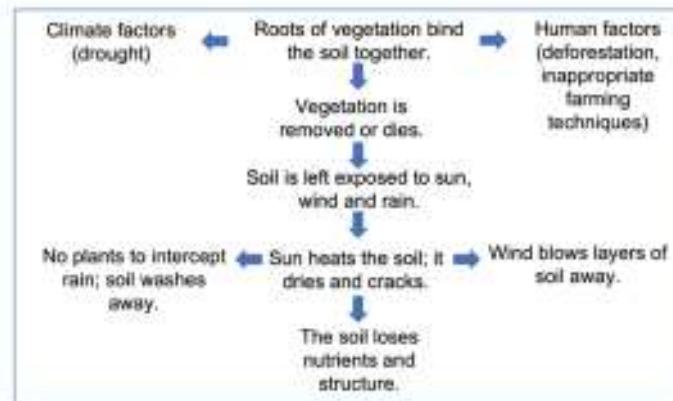 Climate factors
(drought)
Roots of vegetation bind
the soil together.
Human factors
(deforestation,
inappropriate
farming
techniques)
Vegetation is
removed or dies.
Soil is left exposed to sun,
wind and rain.
No plants to intercept
rain; soil washes
away.
Sun heats the soil; it
dries and cracks.
Wind blows layers of
soil away.
The soil loses
nutrients and
structure.